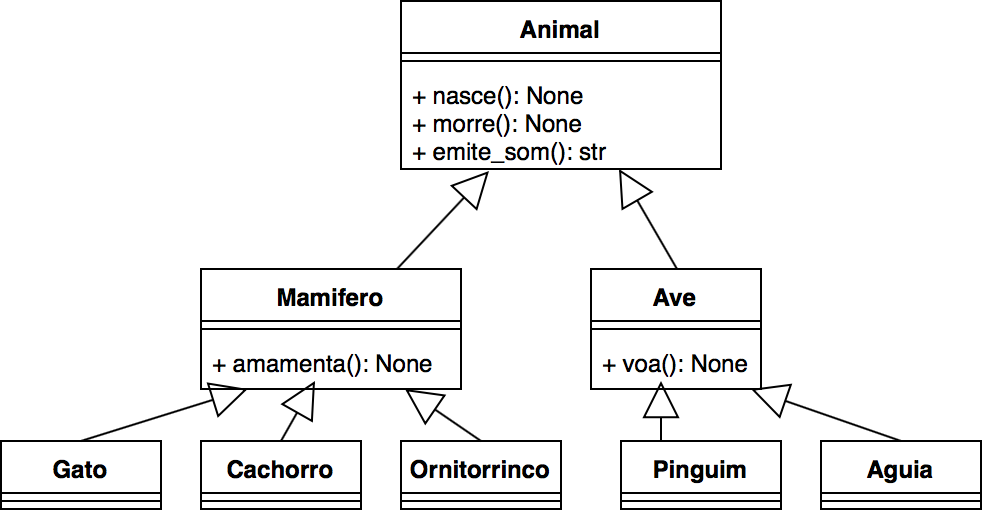 Animal
+ nasce(): None
+ morre(): None
+ emite_som(): str
Mamifero
+ amamenta(): None
Ave
+ voa(): None
Gato
Cachorro
Ornitorrinco
Pinguim
Aguia